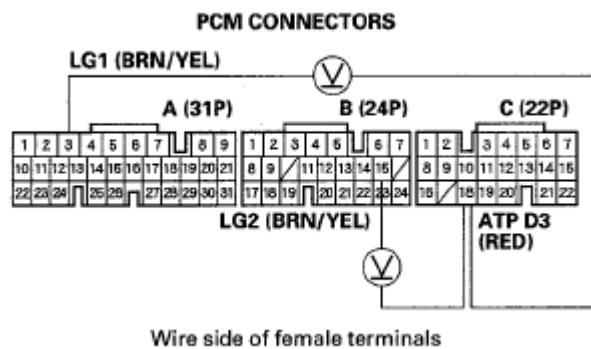 PCM CONNECTORS
LG1 (BRN/YEL)
V
A (31P)
B (24P)
C (22P)
1 2 3 4 5 6 7 8 9
1 2 3 4 5 6 7
1 2 3 4 5 6 7
10 11 12 13 14 15 16 17 18 19 20 21
8 9 11 12 13 14 15
8 9 10 11 12 13 14 15
22 23 24 25 26 27 28 29 30 31
17 18 19 20 21 22 23 24
16 18 19 20 21 22
LG2 (BRN/YEL)
ATP D3
(RED)
V
Wire side of female terminals